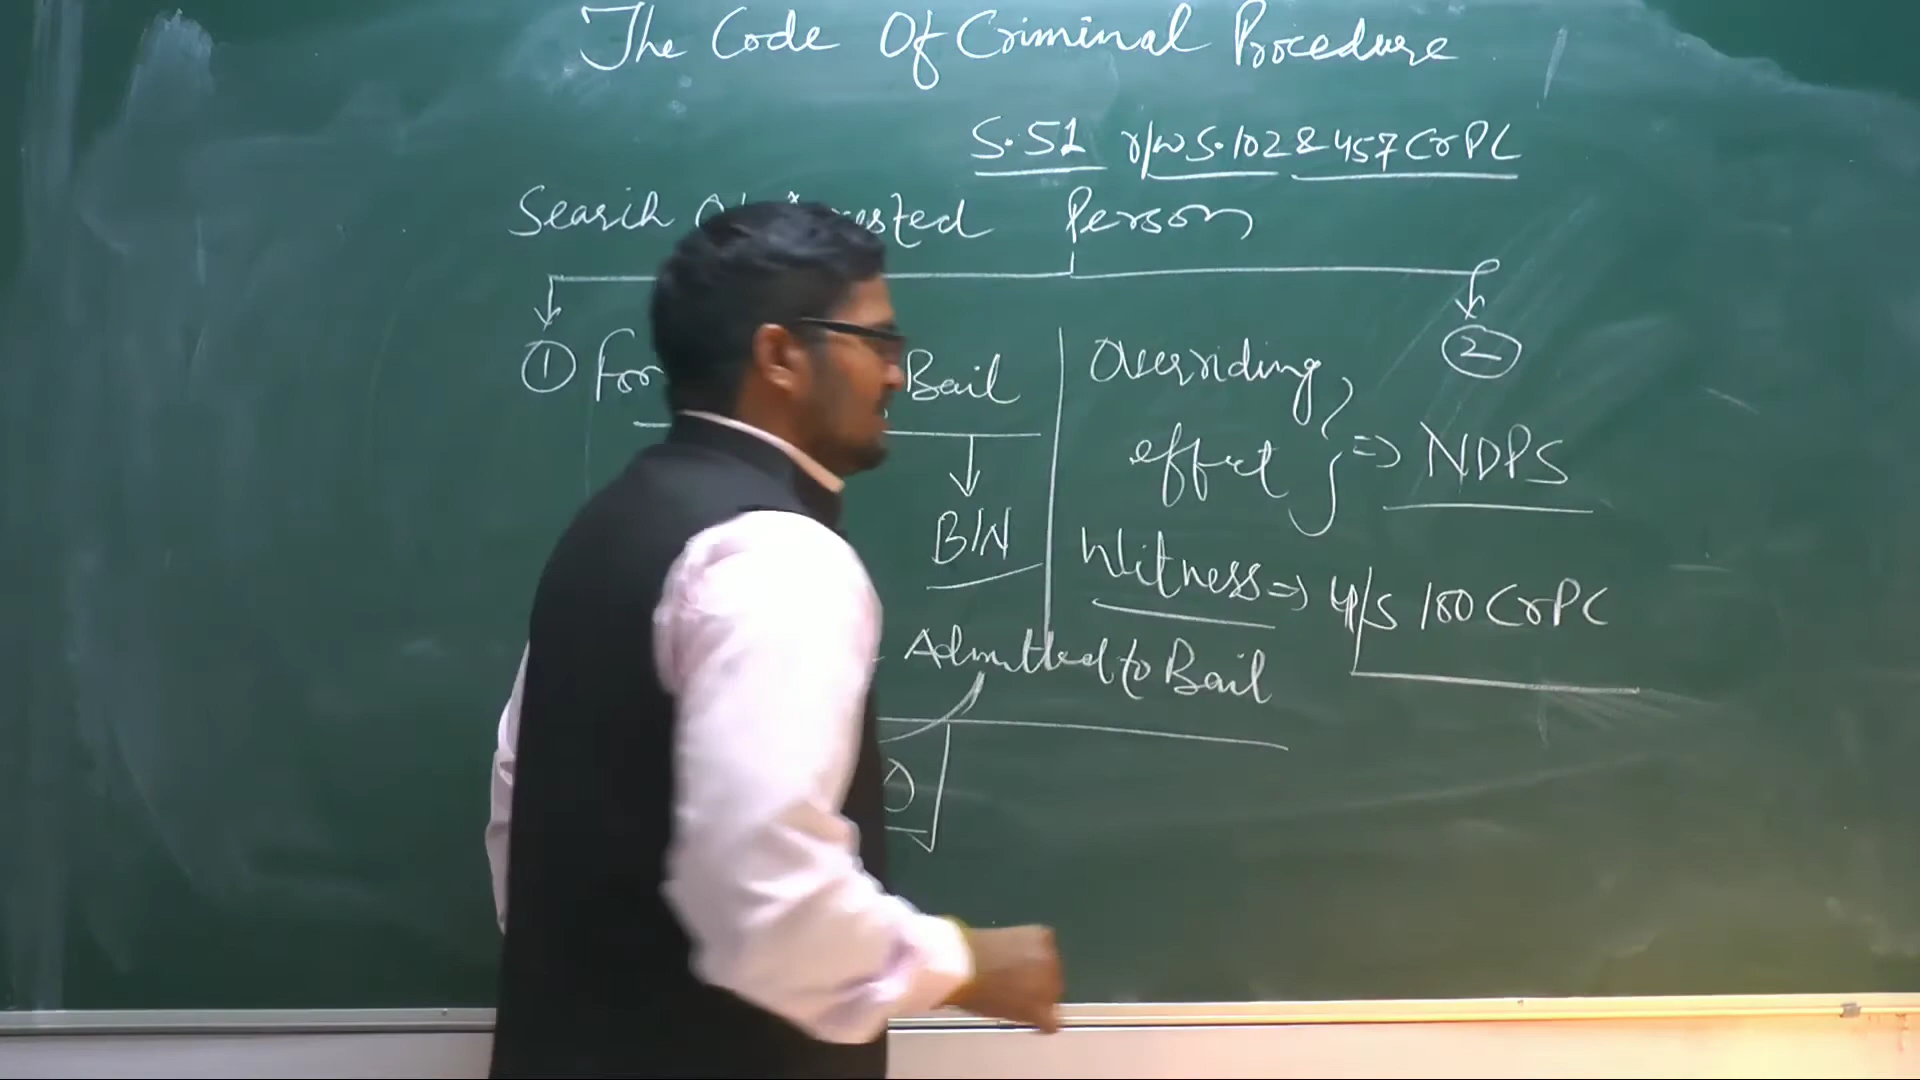 The Code Of Criminal Procedure
S.51 r/w S.102 & 457 CrPC
Search Arrested Person
① For Bail
②
Overriding
effect } => NDPS
B/N
Witness => U/S 100 CrPC
Admitted to Bail